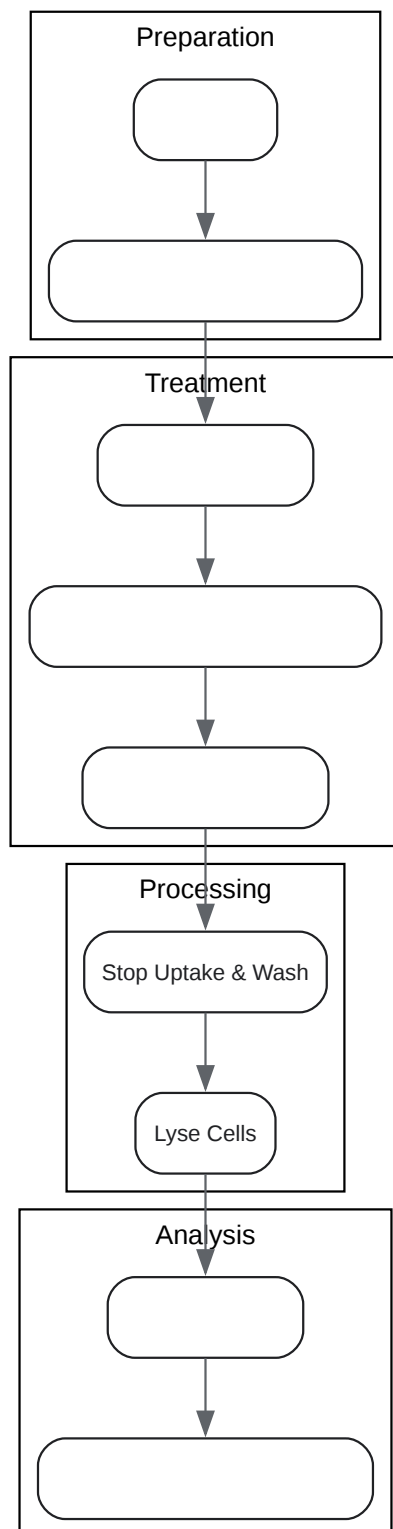 Preparation
Treatment
Processing
Stop Uptake & Wash
Lyse Cells
Analysis